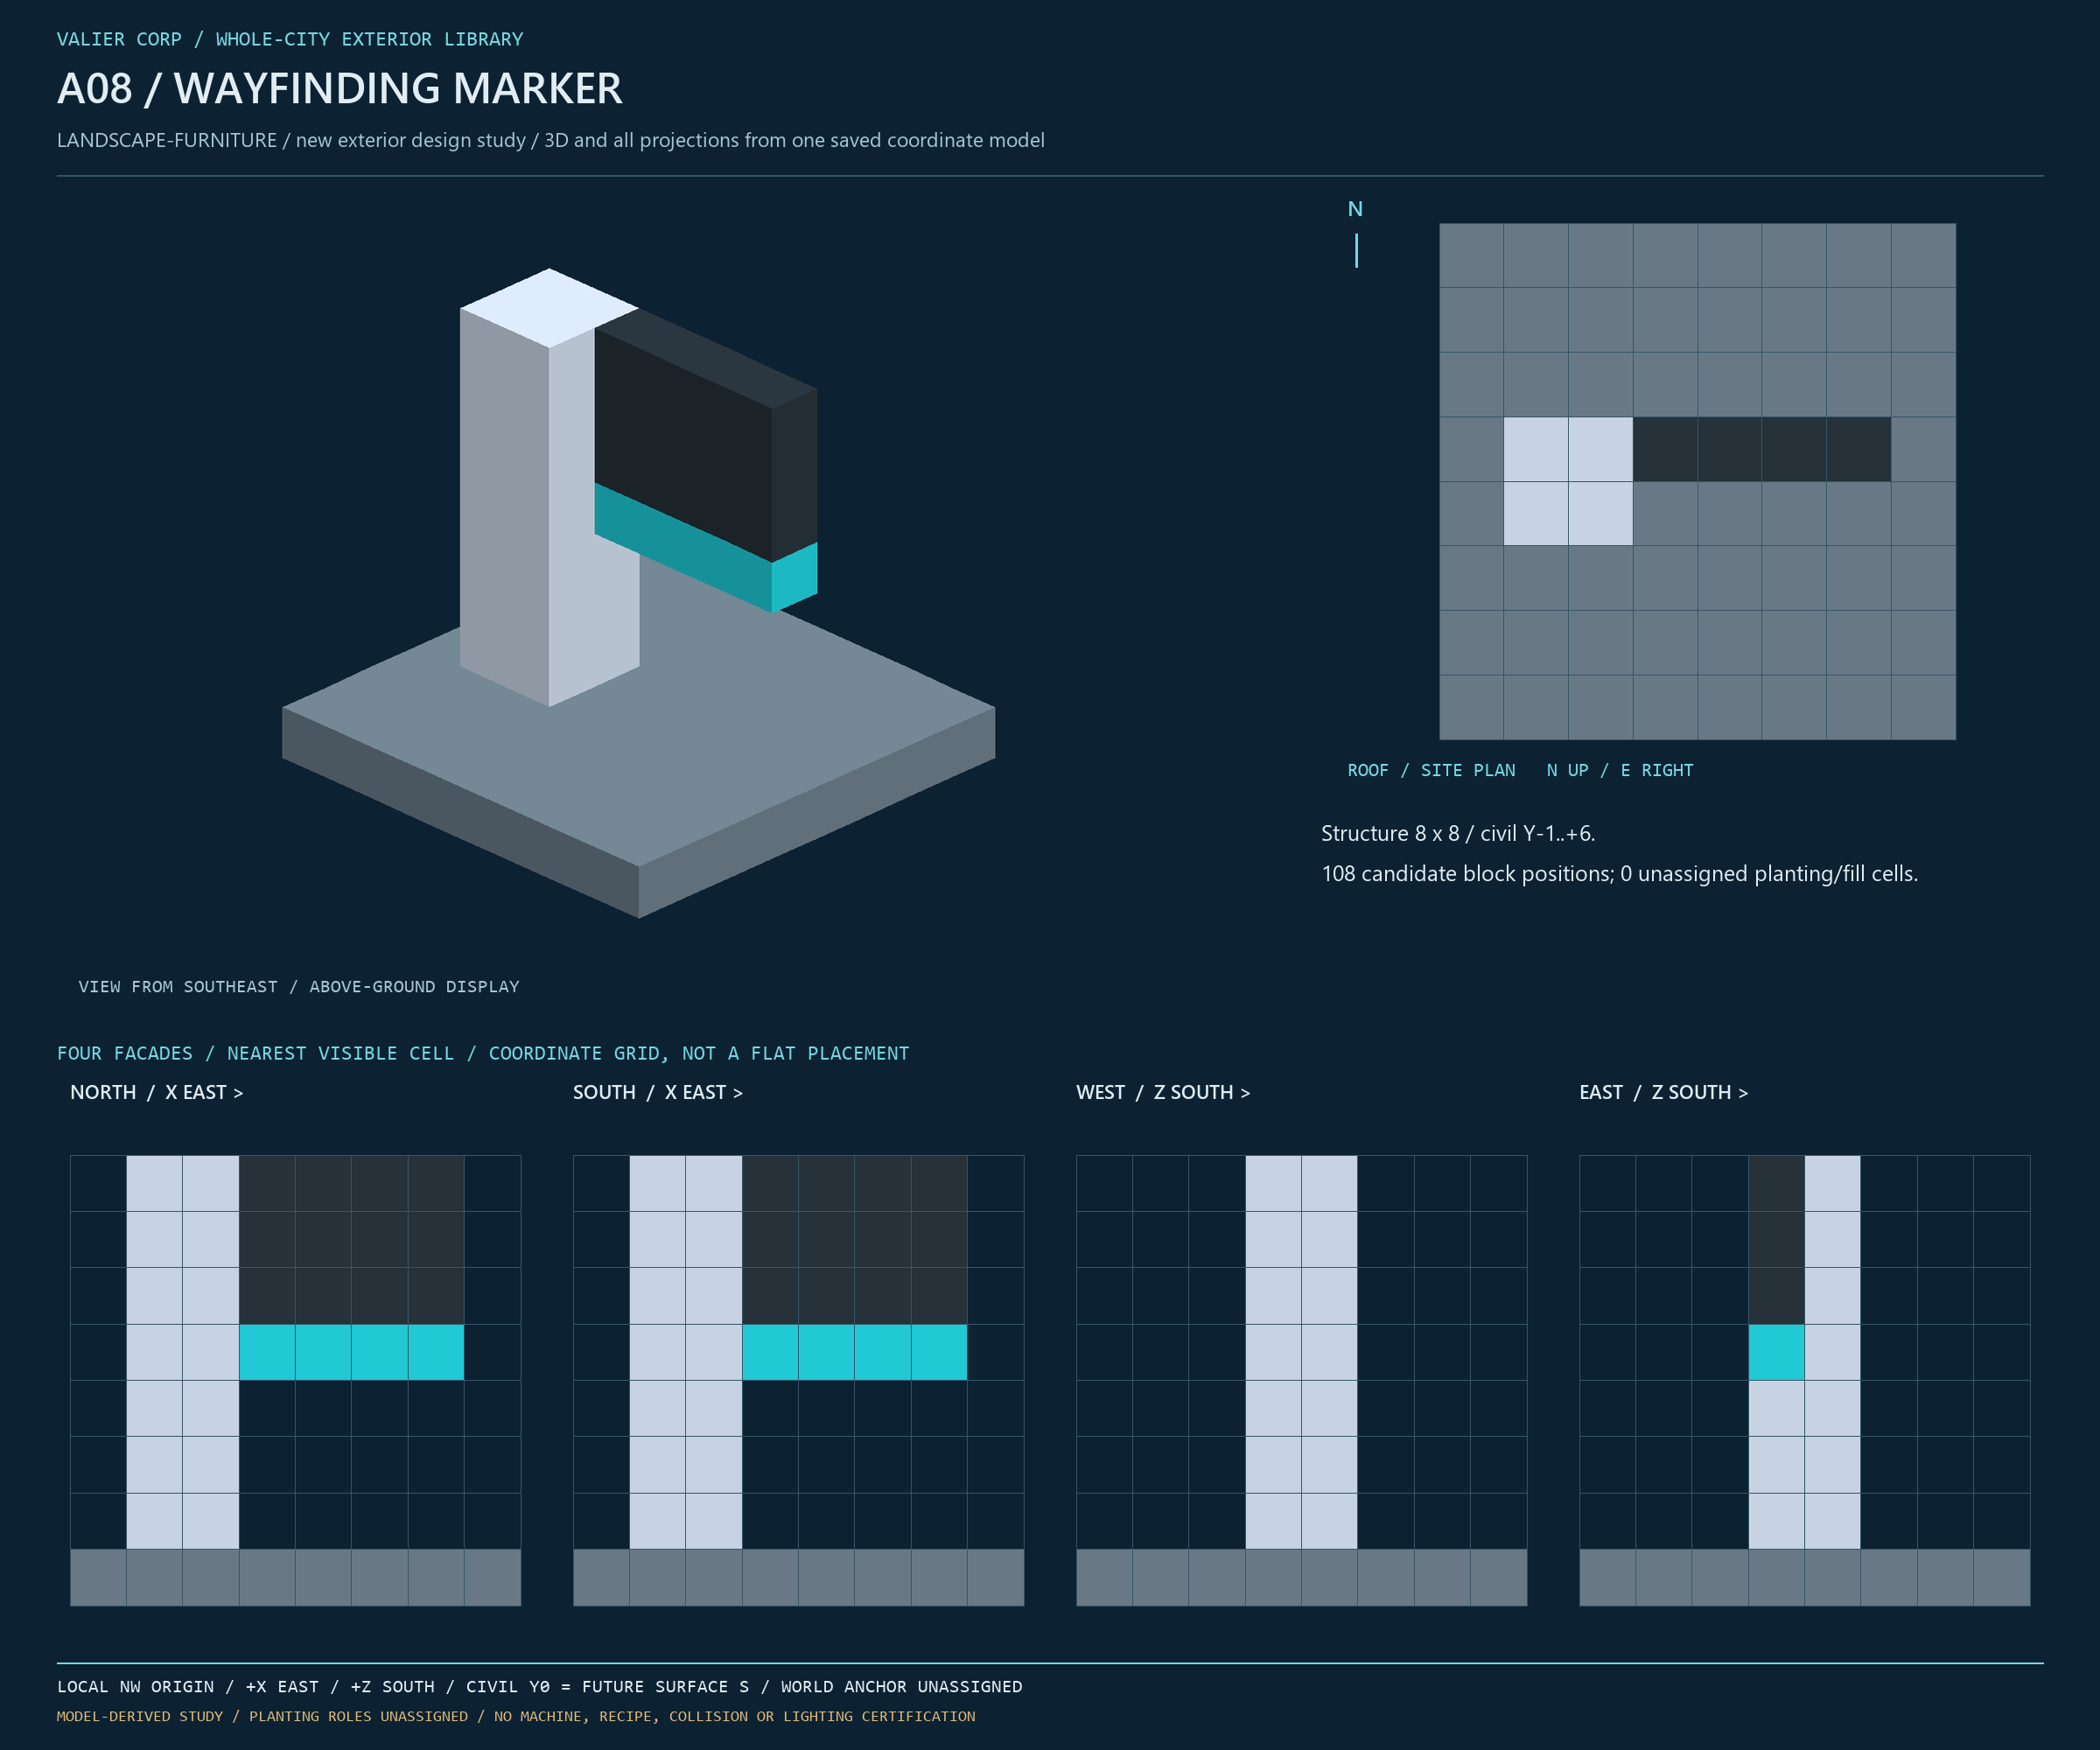 VALIER CORP / WHOLE-CITY EXTERIOR LIBRARY
A08 / WAYFINDING MARKER
LANDSCAPE-FURNITURE / new exterior design study / 3D and all projections from one saved coordinate model
N
ROOF / SITE PLAN   N UP / E RIGHT
Structure 8 x 8 / civil Y-1..+6.
108 candidate block positions; 0 unassigned planting/fill cells.
VIEW FROM SOUTHEAST / ABOVE-GROUND DISPLAY
FOUR FACADES / NEAREST VISIBLE CELL / COORDINATE GRID, NOT A FLAT PLACEMENT
NORTH / X EAST >
SOUTH / X EAST >
WEST / Z SOUTH >
EAST / Z SOUTH >
LOCAL NW ORIGIN / +X EAST / +Z SOUTH / CIVIL Y0 = FUTURE SURFACE S / WORLD ANCHOR UNASSIGNED
MODEL-DERIVED STUDY / PLANTING ROLES UNASSIGNED / NO MACHINE, RECIPE, COLLISION OR LIGHTING CERTIFICATION